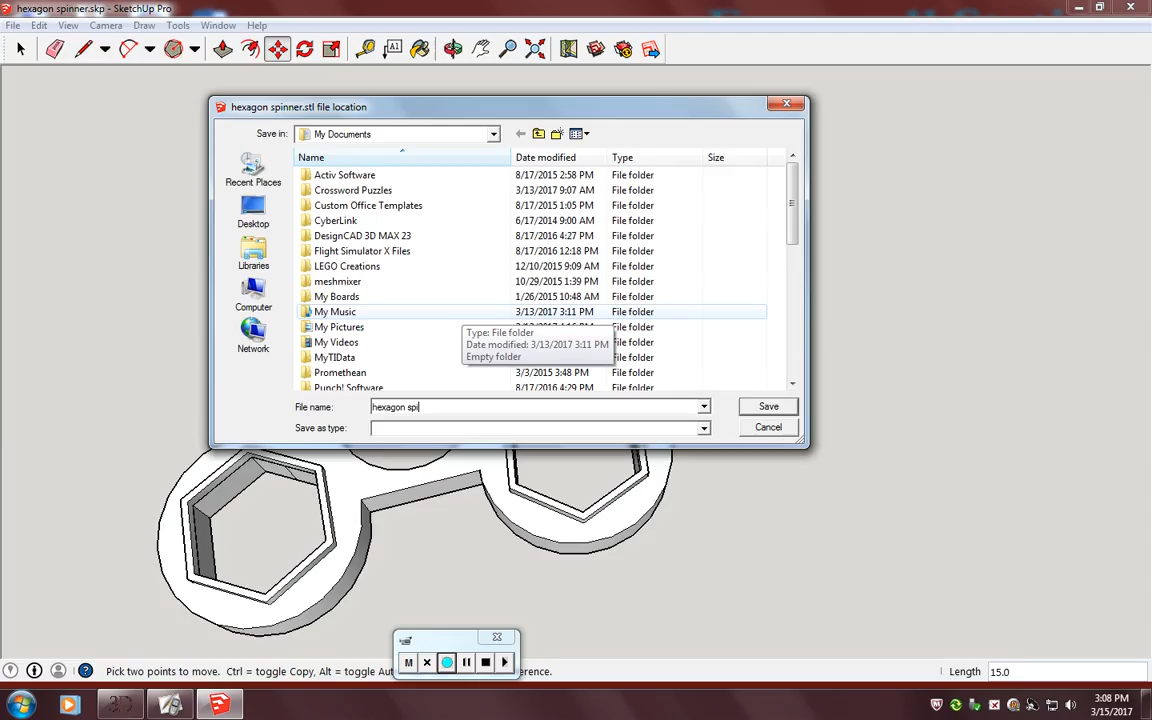 hexagon spinner.skp - SketchUp Pro
File Edit View Camera Draw Tools Window Help
A1
hexagon spinner.stl file location
Save in: My Documents
Name Date modified Type Size
Recent Places
Desktop
Libraries
Computer
Network
Activ Software 8/17/2015 2:58 PM File folder
Crossword Puzzles 3/13/2017 9:07 AM File folder
Custom Office Templates 8/17/2015 1:05 PM File folder
CyberLink 6/17/2014 9:00 AM File folder
DesignCAD 3D MAX 23 8/17/2016 4:27 PM File folder
Flight Simulator X Files 8/17/2016 12:18 PM File folder
LEGO Creations 12/10/2015 9:09 AM File folder
meshmixer 10/29/2015 1:39 PM File folder
My Boards 1/26/2015 10:48 AM File folder
My Music 3/13/2017 3:11 PM File folder
My Pictures File folder
My Videos File folder
MyTIData File folder
Promethean 3/3/2015 3:48 PM File folder
Punch! Software 8/17/2016 4:29 PM File folder
Type: File folder
Date modified: 3/13/2017 3:11 PM
Empty folder
File name: hexagon spi
Save as type:
Save
Cancel
M
Pick two points to move. Ctrl = toggle Copy, Alt = toggle Aut
erence.
Length 15.0
3:08 PM
3/15/2017